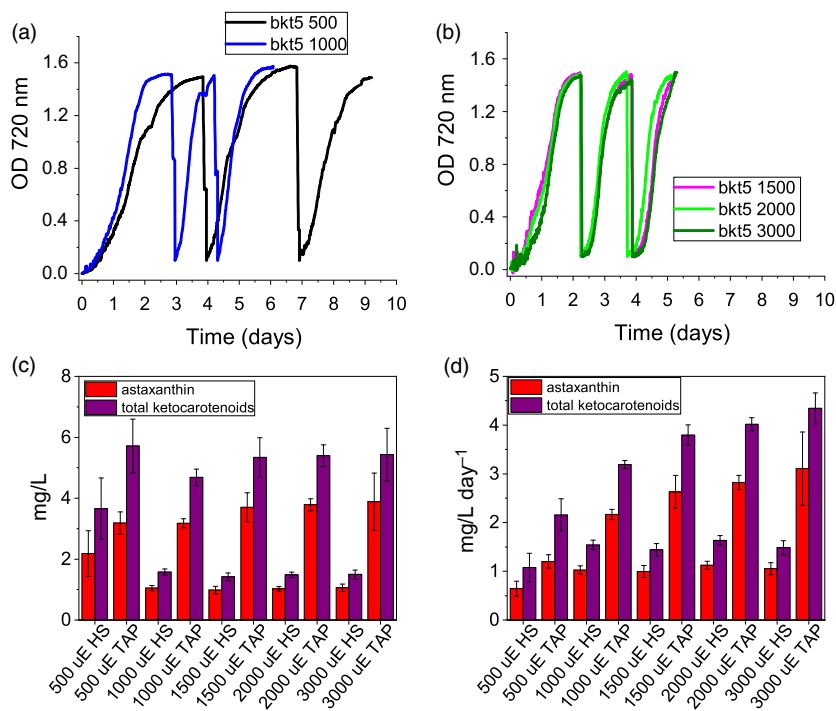 (a)
bkt5 500
bkt5 1000
OD 720 nm
1.6
1.2
0.8
0.4
0.0
0 1 2 3 4 5 6 7 8 9 10
Time (days)
(b)
bkt5 1500
bkt5 2000
bkt5 3000
OD 720 nm
1.6
1.2
0.8
0.4
0.0
0 1 2 3 4 5 6 7 8 9 10
Time (days)
(c)
astaxanthin
total ketocarotenoids
mg/L
8
6
4
2
0
500 uE HS
500 uE TAP
1000 uE HS
1000 uE TAP
1500 uE HS
1500 uE TAP
2000 uE HS
2000 uE TAP
3000 uE HS
3000 uE TAP
(d)
astaxanthin
total ketocarotenoids
mg/L day⁻¹
5
4
3
2
1
0
500 uE HS
500 uE TAP
1000 uE HS
1000 uE TAP
1500 uE HS
1500 uE TAP
2000 uE HS
2000 uE TAP
3000 uE HS
3000 uE TAP